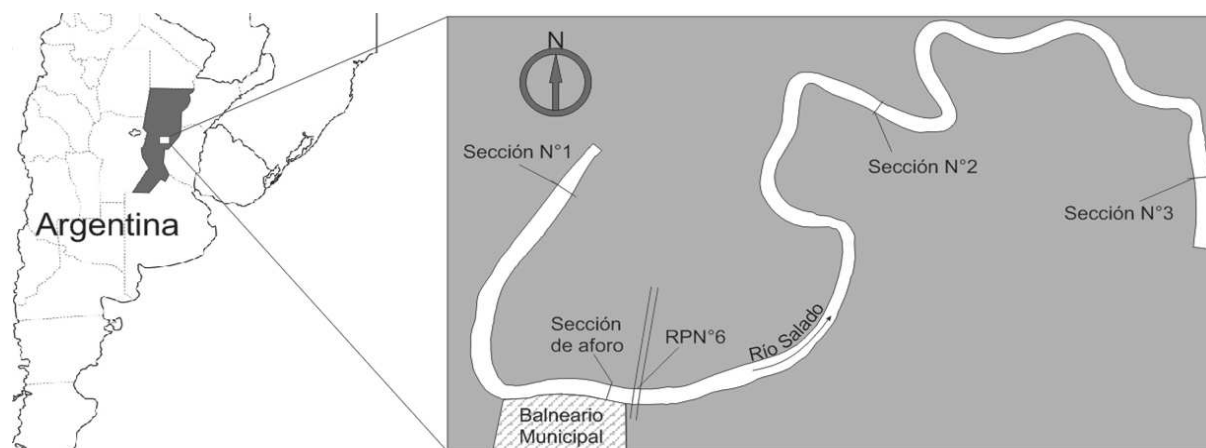 Argentina
N
Sección N°1
Sección N°2
Sección N°3
Sección
de aforo
RPN°6
Río Salado
Balneario
Municipal